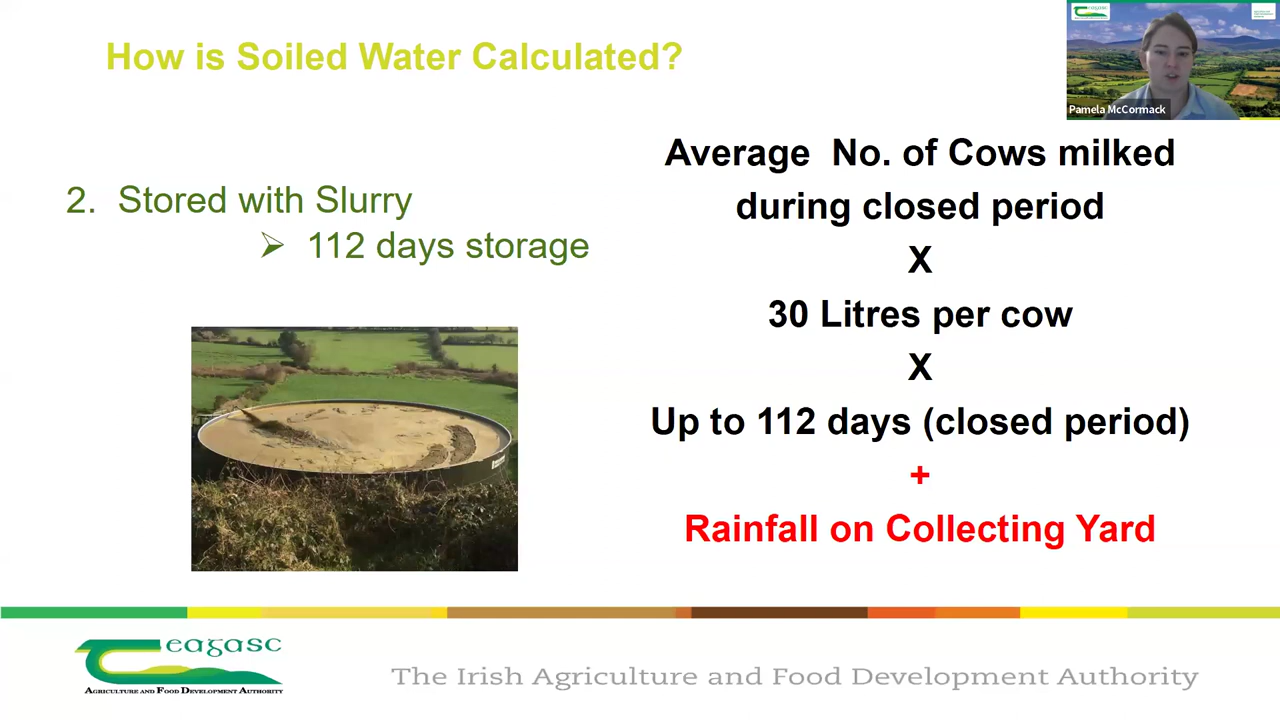 How is Soiled Water Calculated?
Pamela McCormack
2. Stored with Slurry
➢ 112 days storage
Average No. of Cows milked
during closed period
X
30 Litres per cow
X
Up to 112 days (closed period)
+
Rainfall on Collecting Yard
eagasc
AGRICULTURE AND FOOD DEVELOPMENT AUTHORITY
The Irish Agriculture and Food Development Authority